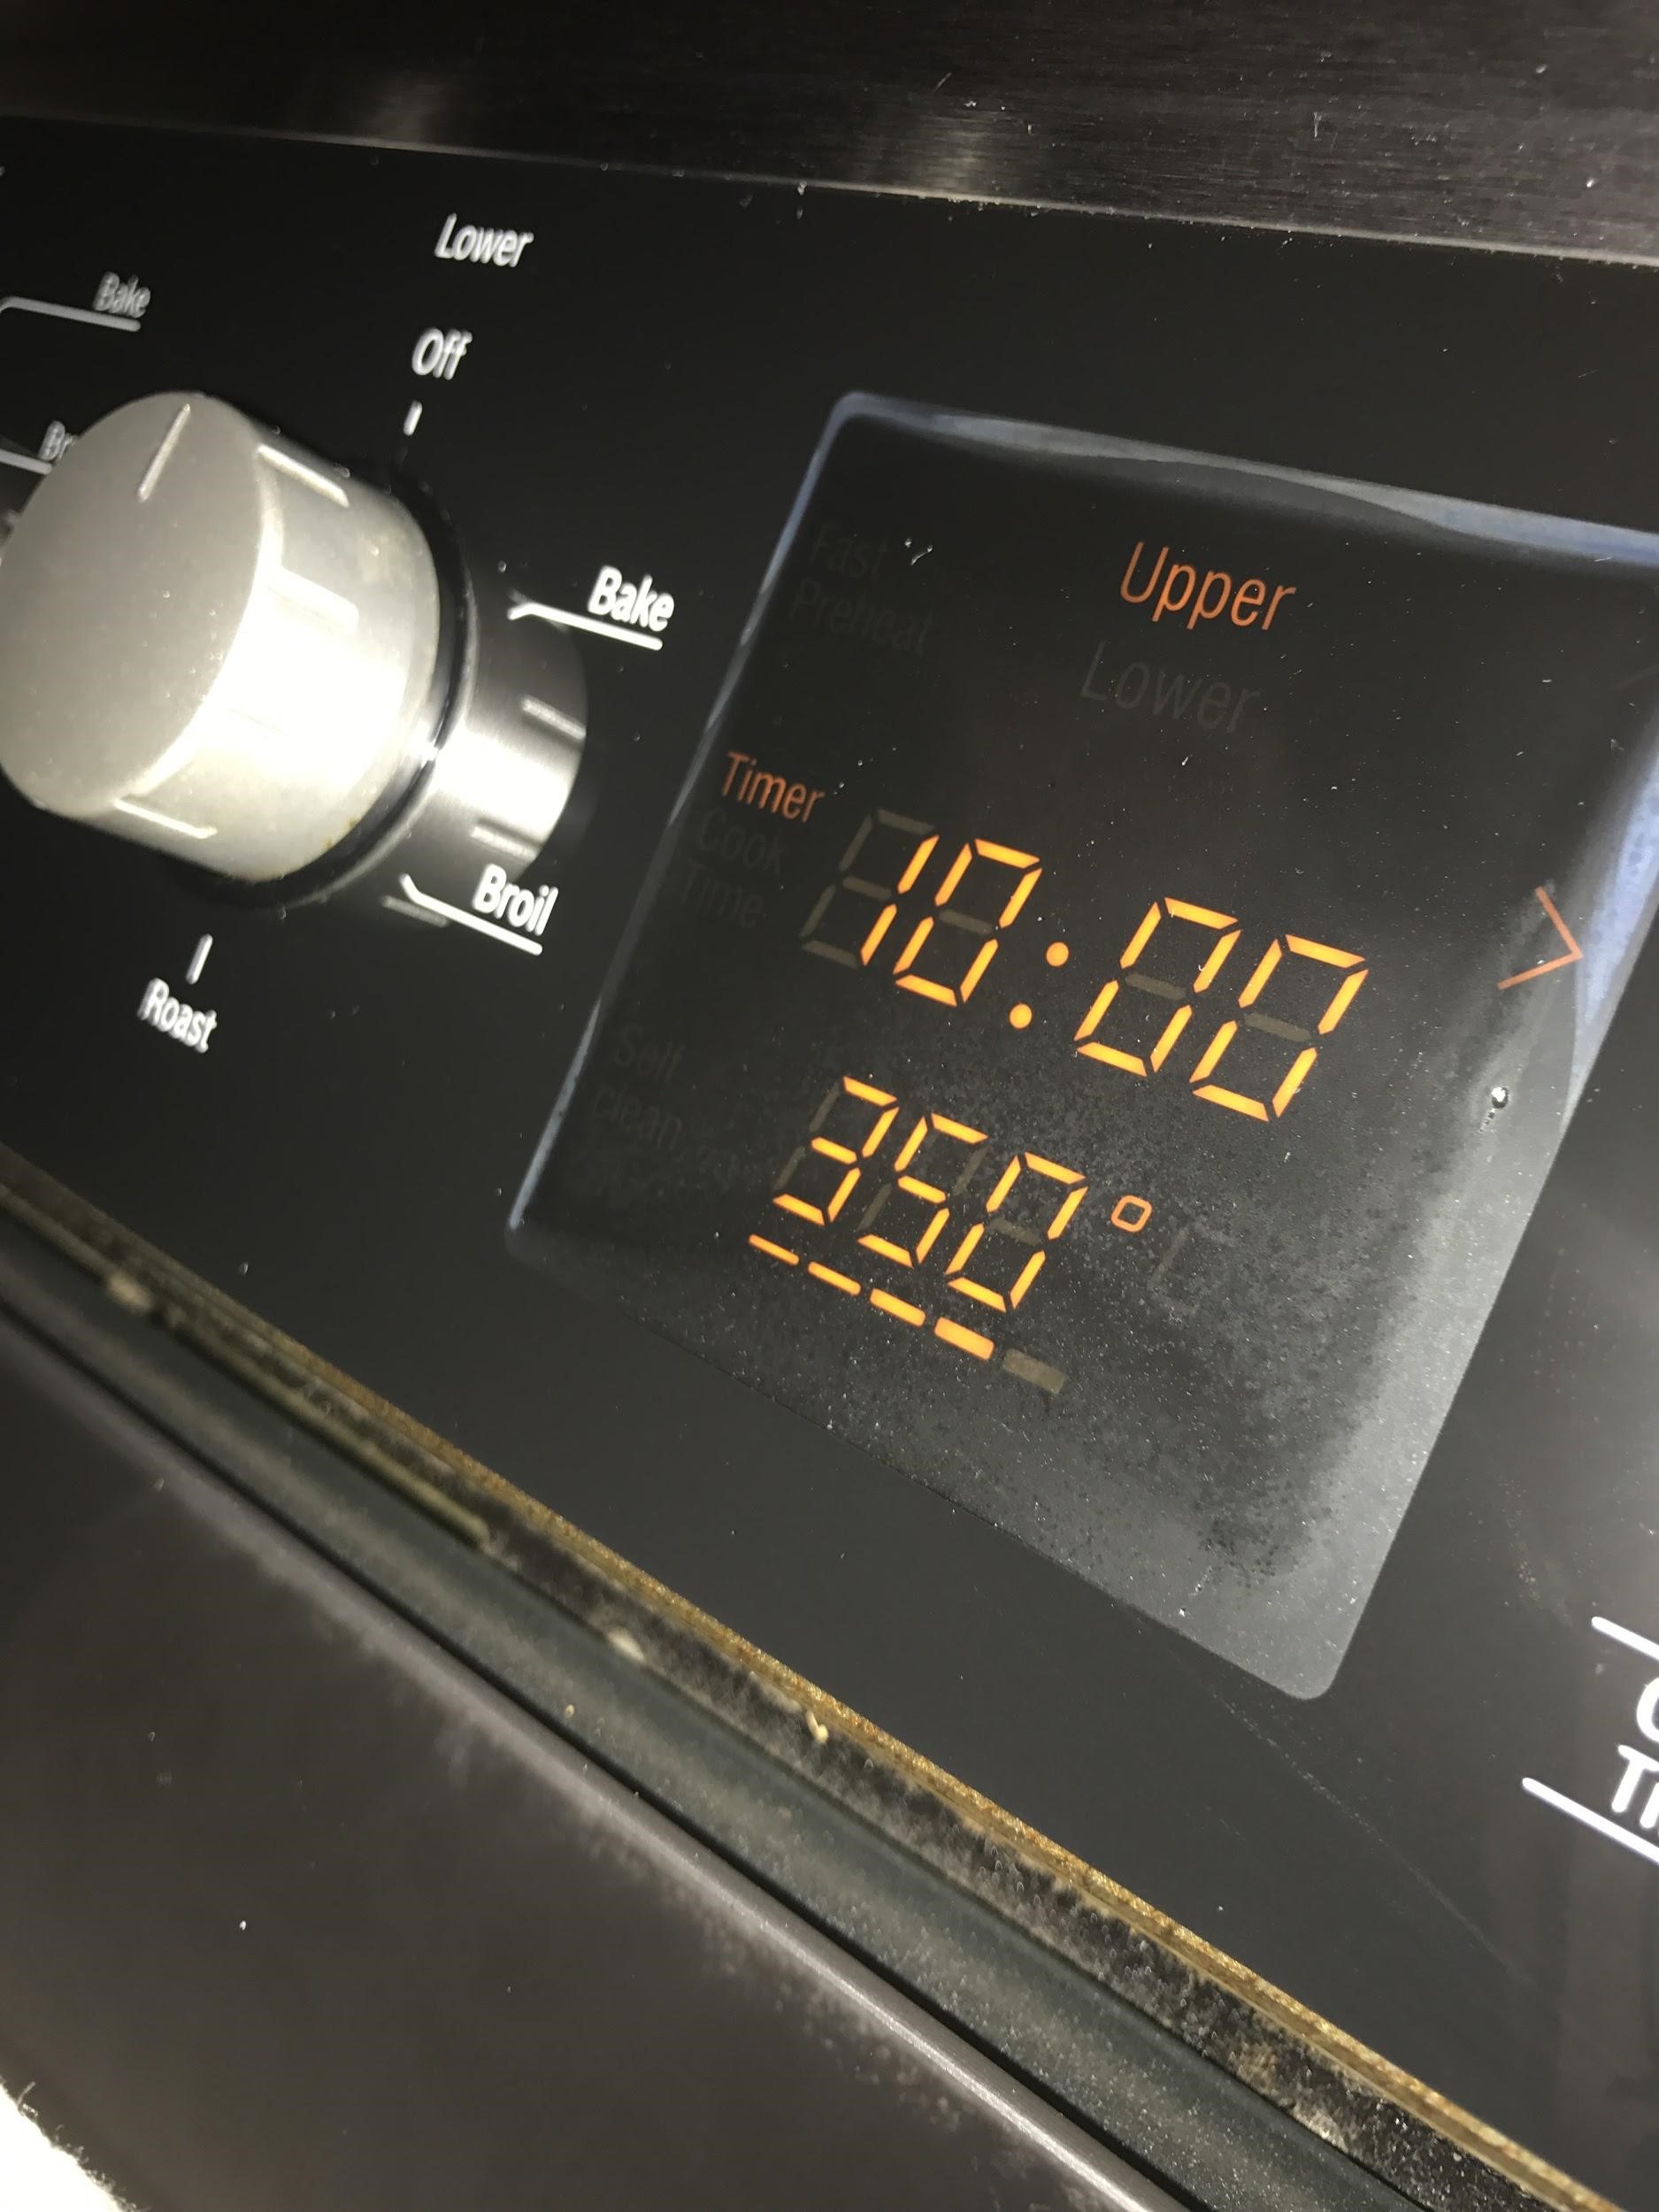 Lower
Off
Bake
Bake
Broil
Roast
Upper
Lower
Fast
Preheat
Timer
Cook
Time
10:00
Self
clean
350°